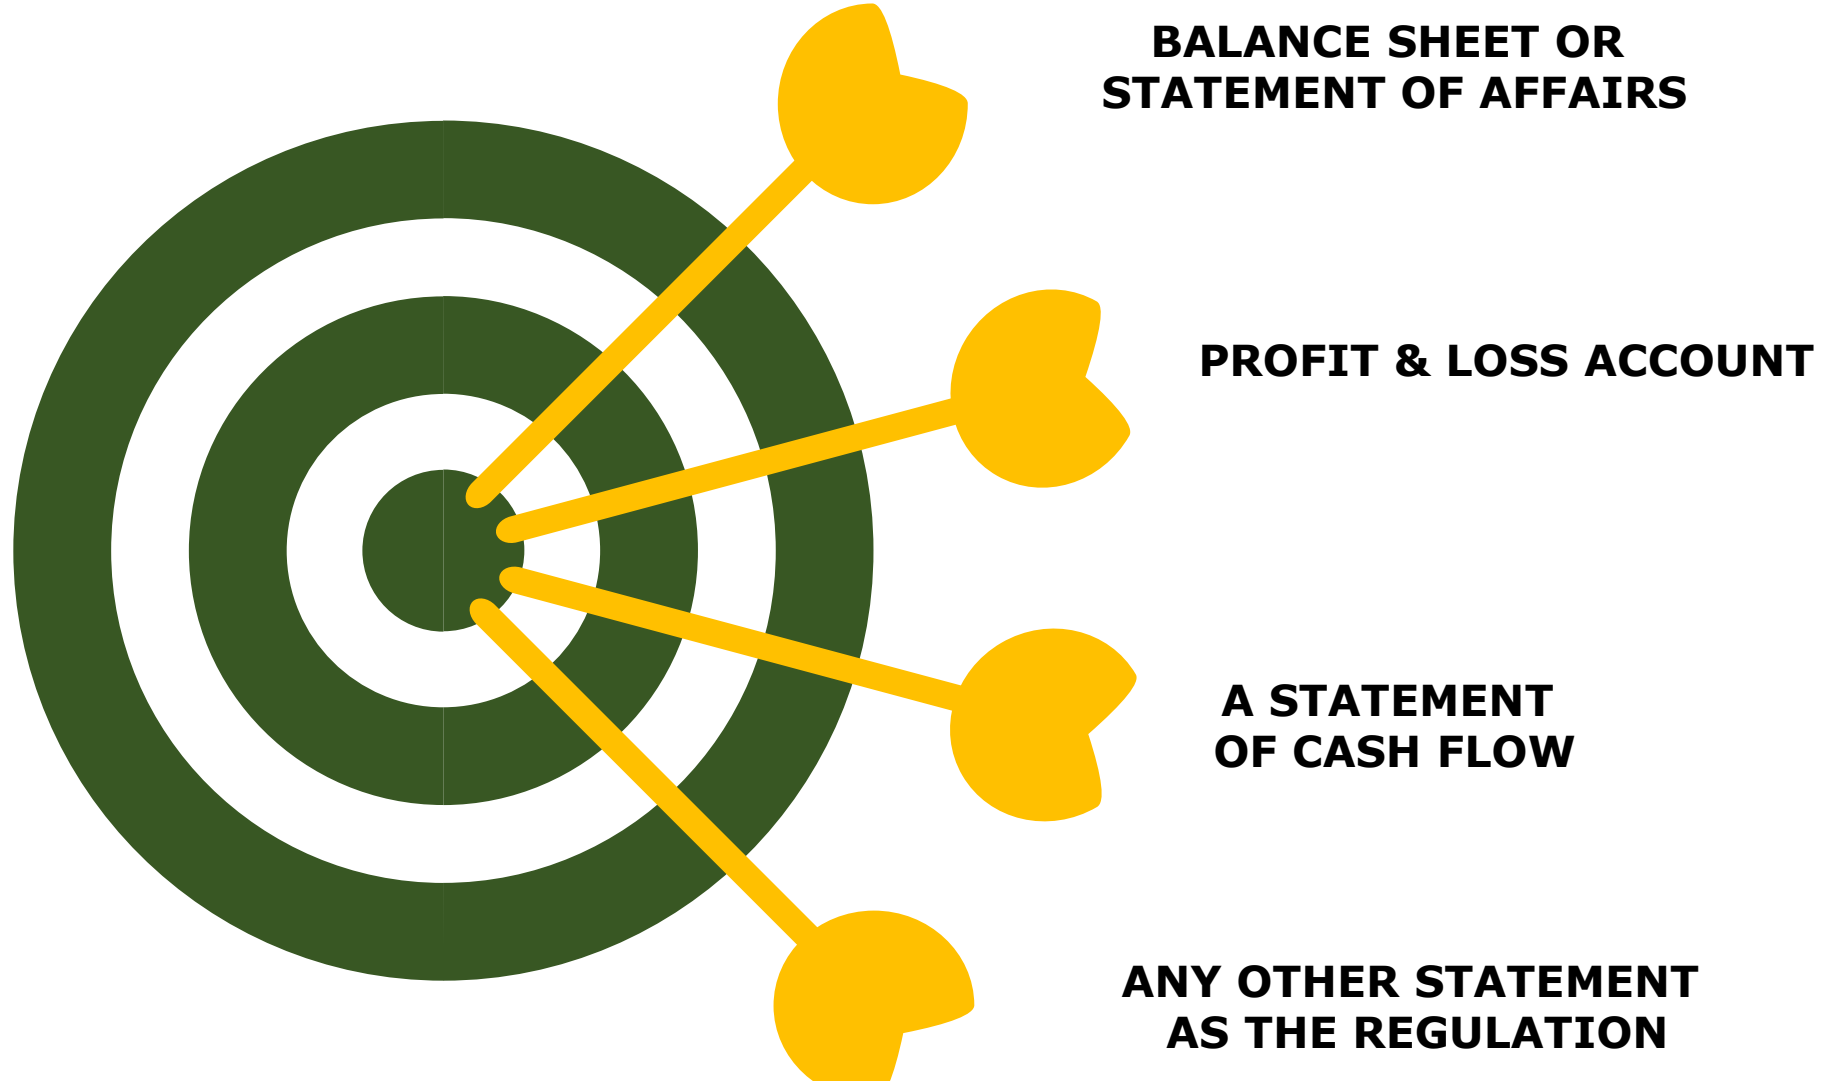 BALANCE SHEET OR
STATEMENT OF AFFAIRS
PROFIT & LOSS ACCOUNT
A STATEMENT
OF CASH FLOW
ANY OTHER STATEMENT
AS THE REGULATION